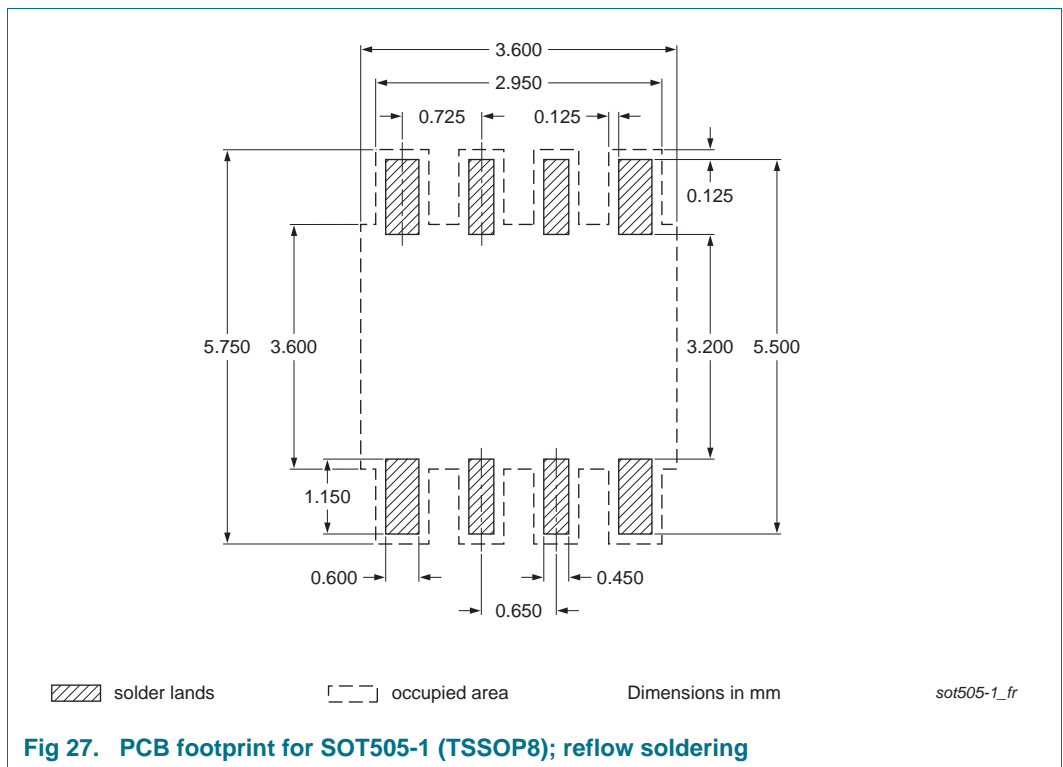 3.600
2.950
0.725 0.125
0.125
5.750 3.600 3.200 5.500
1.150
0.600 0.450
0.650
solder lands occupied area Dimensions in mm sot505-1_fr
Fig 27. PCB footprint for SOT505-1 (TSSOP8); reflow soldering